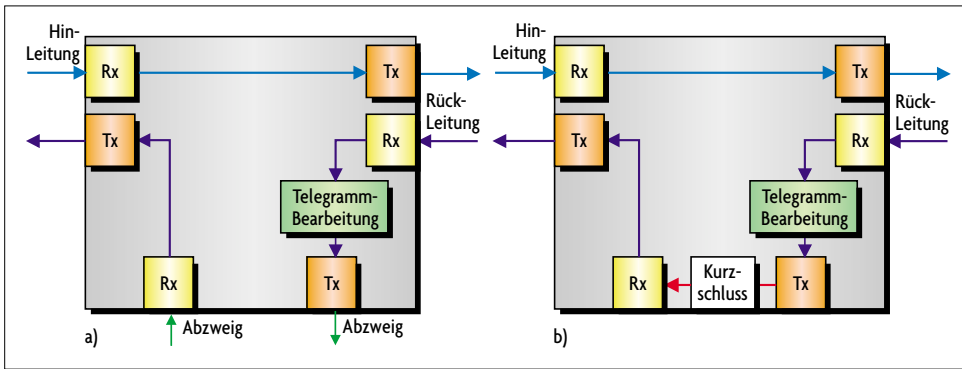 Hin-
Leitung
Rx
Tx
Rück-
Leitung
Tx
Rx
Telegramm-
Bearbeitung
Rx
Tx
Abzweig
Abzweig
a)
Hin-
Leitung
Rx
Tx
Rück-
Leitung
Tx
Rx
Telegramm-
Bearbeitung
Rx
Kurz-
schluss
Tx
b)